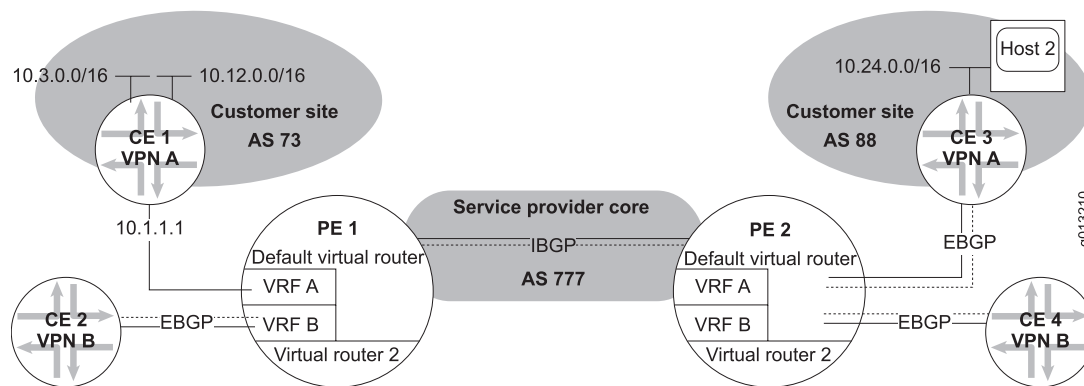 10.3.0.0/16
10.12.0.0/16
Customer site
AS 73
CE 1
VPN A
10.1.1.1
CE 2
VPN B
EBGP
PE 1
Default virtual router
VRF A
VRF B
Virtual router 2
Service provider core
IBGP
AS 777
PE 2
Default virtual router
VRF A
VRF B
Virtual router 2
10.24.0.0/16
Host 2
Customer site
AS 88
CE 3
VPN A
EBGP
EBGP
CE 4
VPN B
g013210